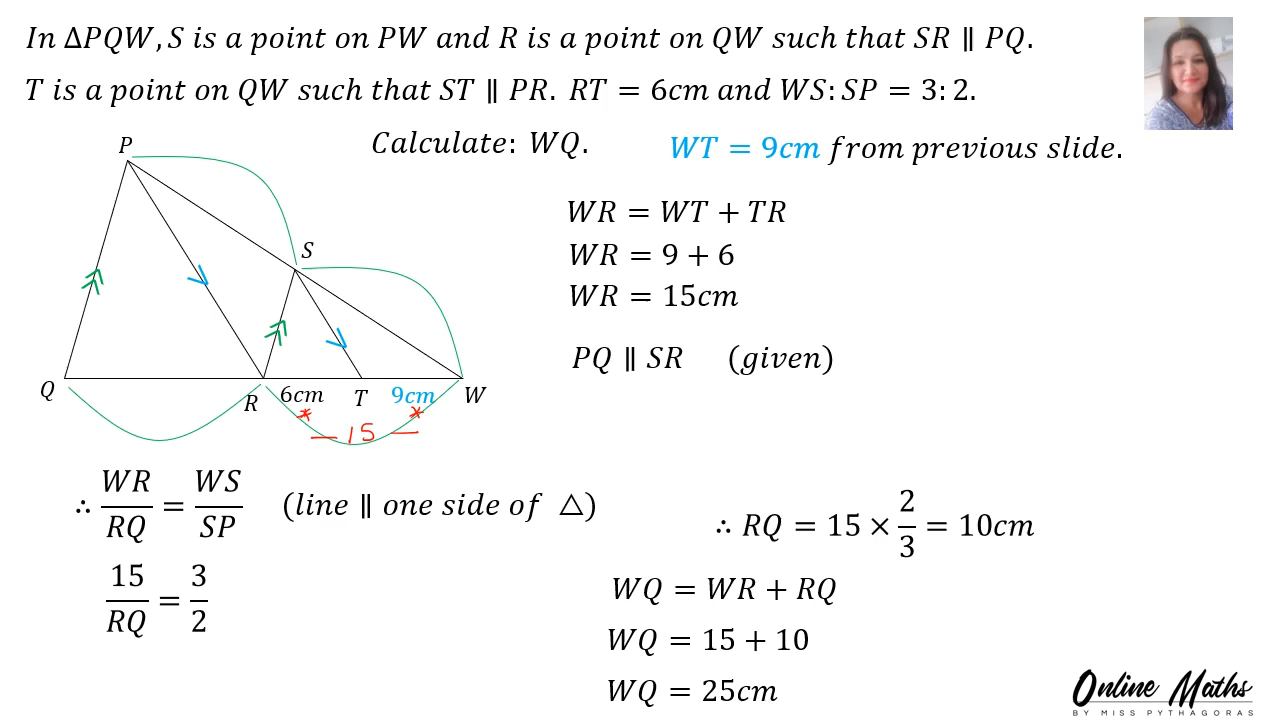 In ΔPQW, S is a point on PW and R is a point on QW such that SR ∥ PQ.
T is a point on QW such that ST ∥ PR. RT = 6cm and WS: SP = 3: 2.
Calculate: WQ.
WT = 9cm from previous slide.
P
S
Q
R
6cm
T
9cm
W
15
WR = WT + TR
WR = 9 + 6
WR = 15cm
PQ ∥ SR (given)
∴ WR/RQ = WS/SP (line ∥ one side of △)
15/RQ = 3/2
∴ RQ = 15 × 2/3 = 10cm
WQ = WR + RQ
WQ = 15 + 10
WQ = 25cm
Online Maths
BY MISS PYTHAGORAS